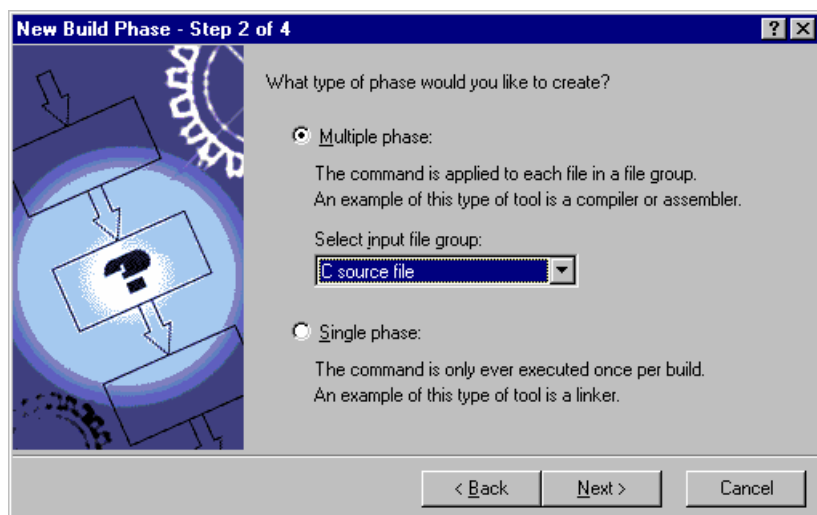 New Build Phase - Step 2 of 4
What type of phase would you like to create?
Multiple phase:
The command is applied to each file in a file group.
An example of this type of tool is a compiler or assembler.
Select input file group:
C source file
Single phase:
The command is only ever executed once per build.
An example of this type of tool is a linker.
< Back
Next >
Cancel